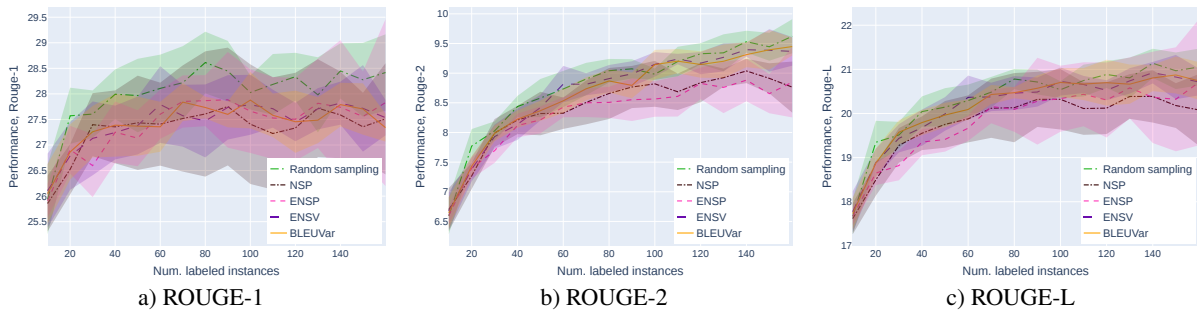 29.5
29
28.5
28
27.5
27
26.5
26
25.5
Performance, Rouge-1
20 40 60 80 100 120 140
Num. labeled instances
Random sampling
NSP
ENSP
ENSV
BLEUVar
a) ROUGE-1
10
9.5
9
8.5
8
7.5
7
6.5
Performance, Rouge-2
20 40 60 80 100 120 140
Num. labeled instances
Random sampling
NSP
ENSP
ENSV
BLEUVar
b) ROUGE-2
22
21
20
19
18
17
Performance, Rouge-L
20 40 60 80 100 120 140
Num. labeled instances
Random sampling
NSP
ENSP
ENSV
BLEUVar
c) ROUGE-L